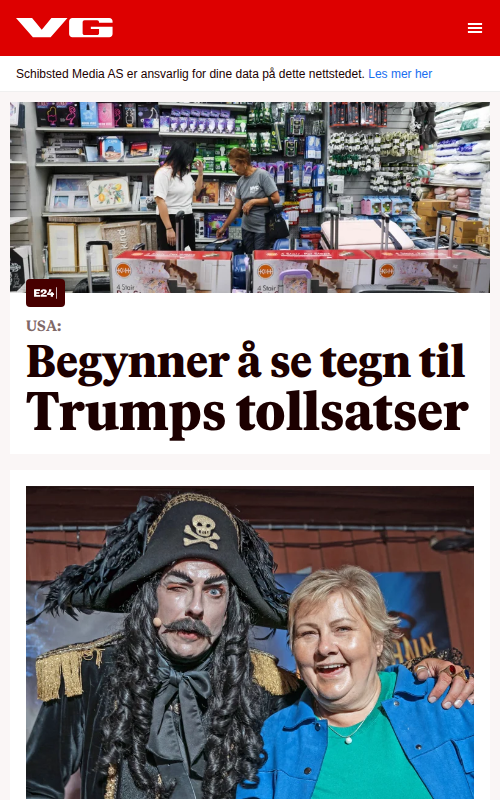 VG
Schibsted Media AS er ansvarlig for dine data på dette nettstedet. Les mer her
E24
USA:
Begynner å se tegn til
Trumps tollsatser